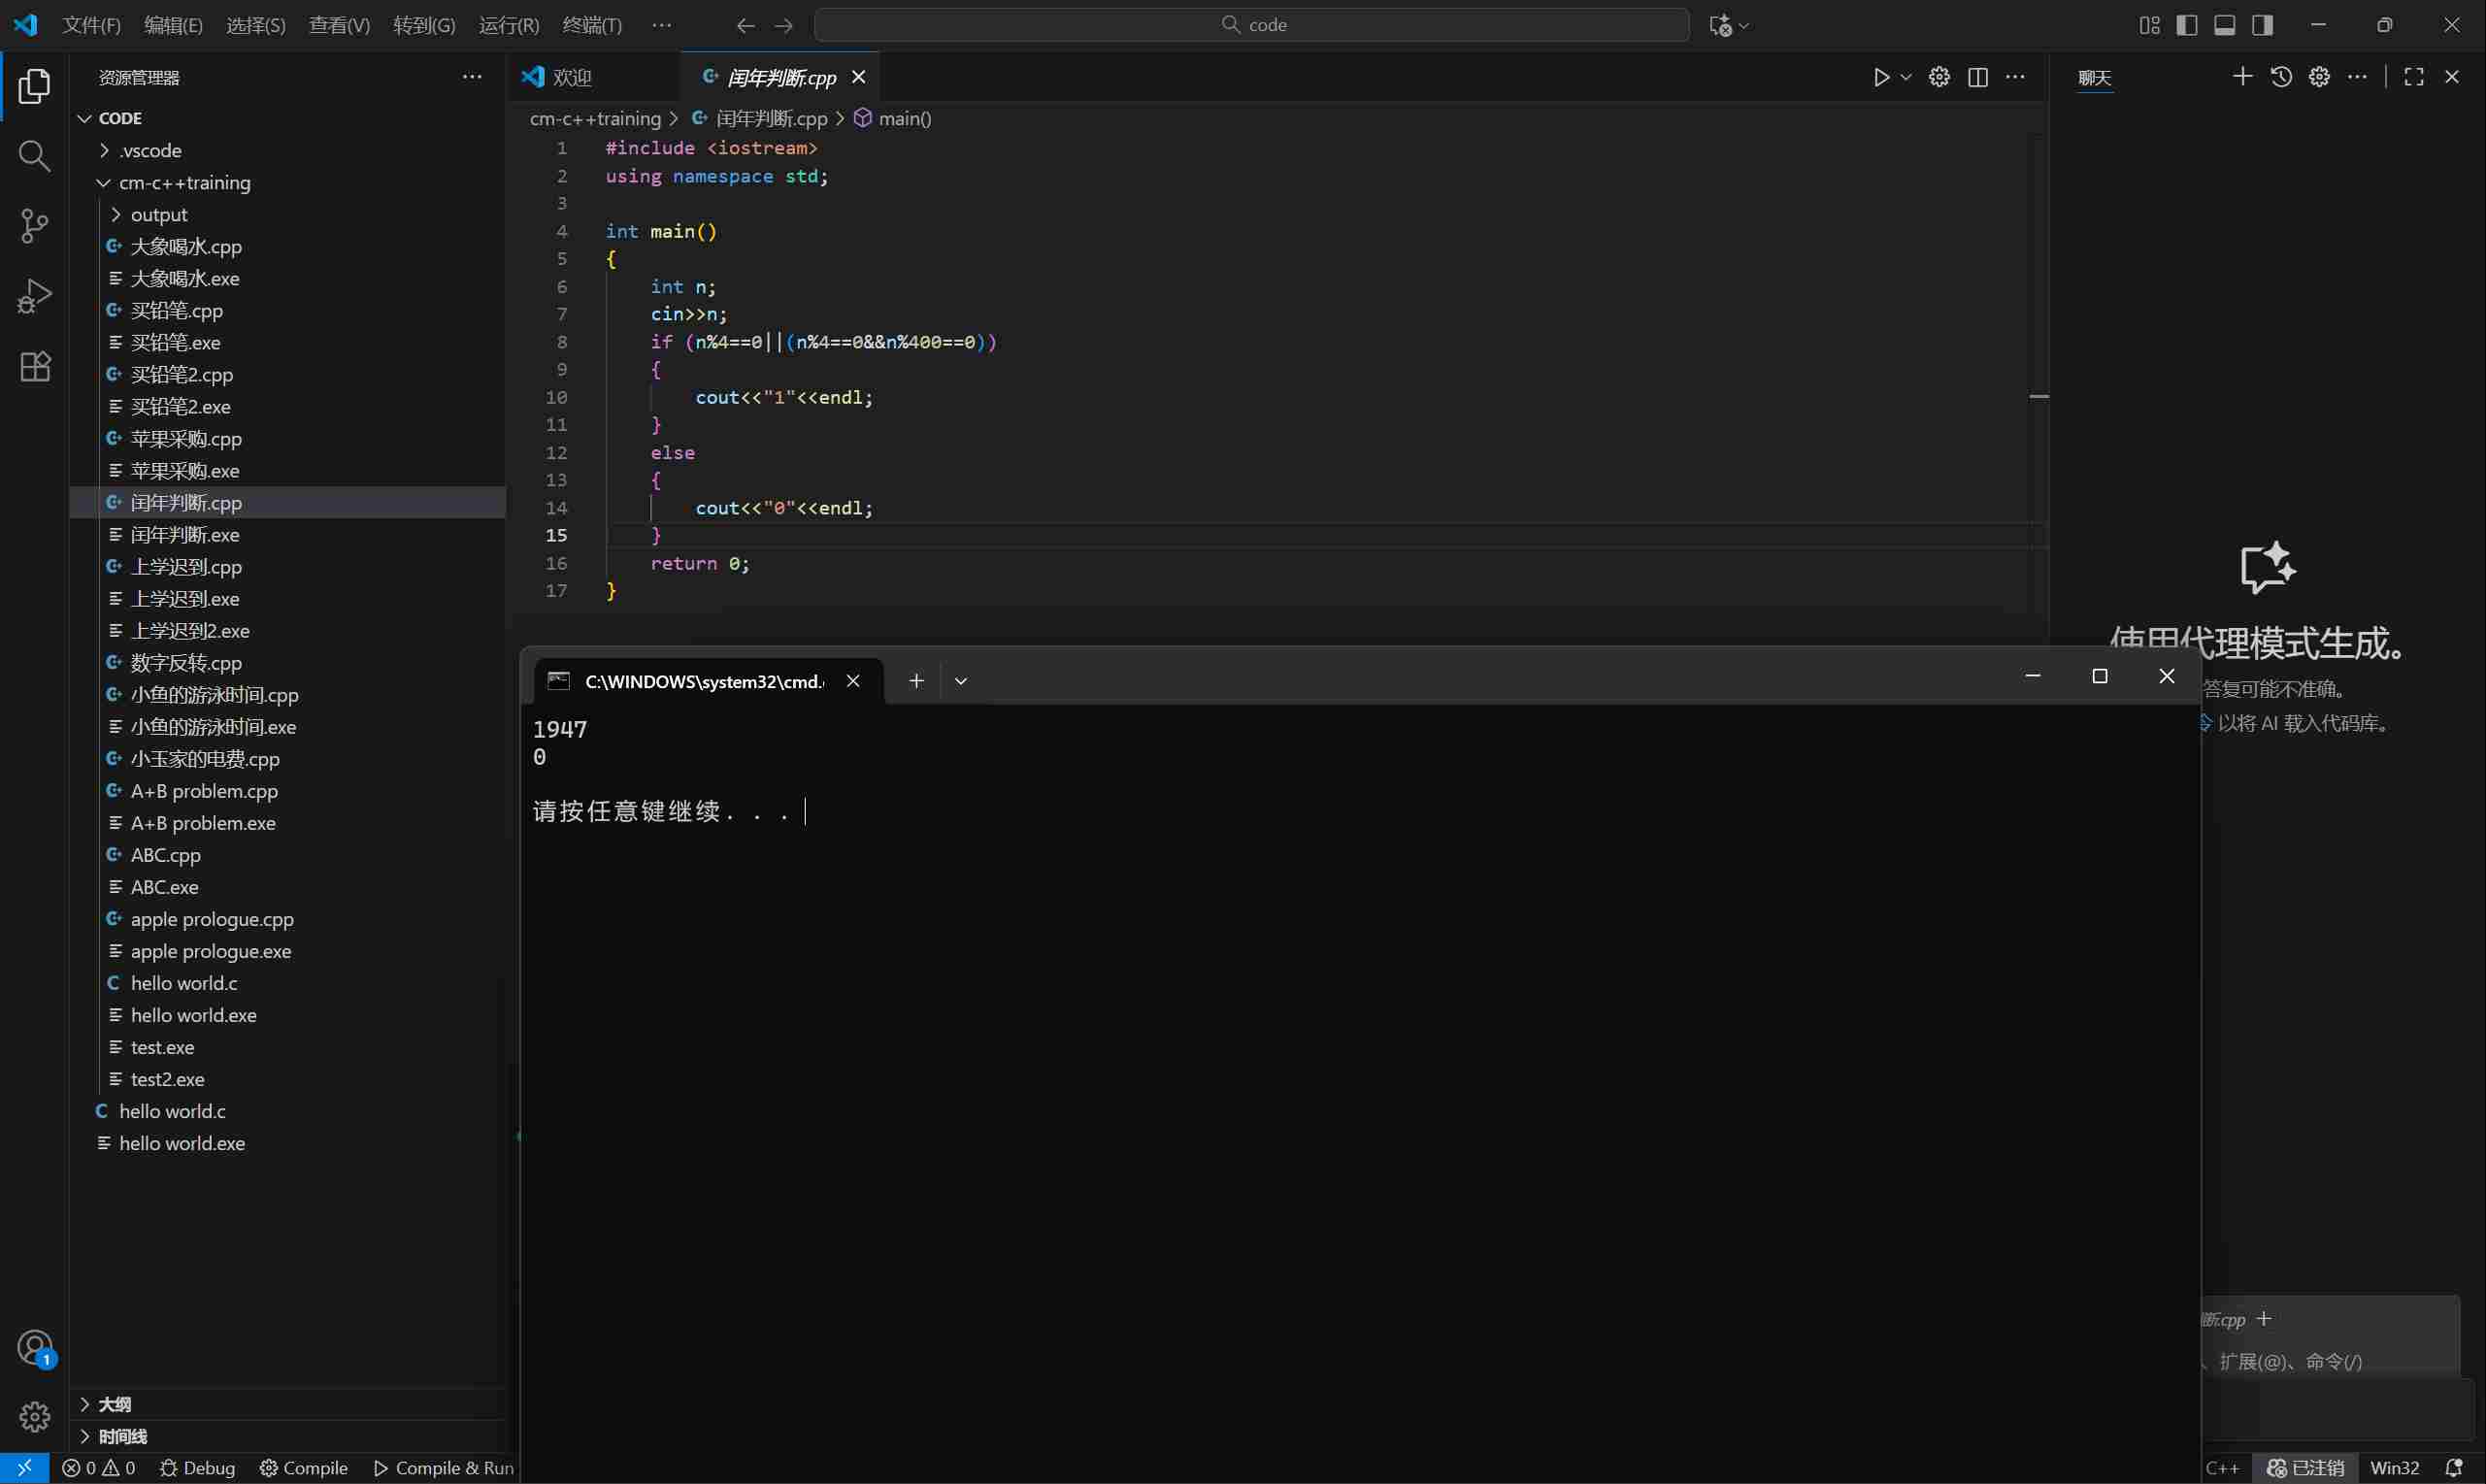 文件(F) 编辑(E) 选择(S) 查看(V) 转到(G) 运行(R) 终端(T) ··· code
资源管理器 ···
CODE
.vscode
cm-c++training
output
大象喝水.cpp
大象喝水.exe
买铅笔.cpp
买铅笔.exe
买铅笔2.cpp
买铅笔2.exe
苹果采购.cpp
苹果采购.exe
闰年判断.cpp
闰年判断.exe
上学迟到.cpp
上学迟到.exe
上学迟到2.exe
数字反转.cpp
小鱼的游泳时间.cpp
小鱼的游泳时间.exe
小玉家的电费.cpp
A+B problem.cpp
A+B problem.exe
ABC.cpp
ABC.exe
apple prologue.cpp
apple prologue.exe
hello world.c
hello world.exe
test.exe
test2.exe
hello world.c
hello world.exe
大纲
时间线
欢迎 闰年判断.cpp
cm-c++training > 闰年判断.cpp > main()
1 #include <iostream>
2 using namespace std;
3
4 int main()
5 {
6 int n;
7 cin>>n;
8 if (n%4==0||(n%4==0&&n%400==0))
9 {
10 cout<<"1"<<endl;
11 }
12 else
13 {
14 cout<<"0"<<endl;
15 }
16 return 0;
17 }
C:\WINDOWS\system32\cmd.
1947
0
请按任意键继续. . .
聊天
使用代理模式生成。
答复可能不准确。
以将 AI 载入代码库。
断.cpp +
、扩展(@)、命令(/)
1
0 0 Debug Compile Compile & Run C++ 已注销 Win32